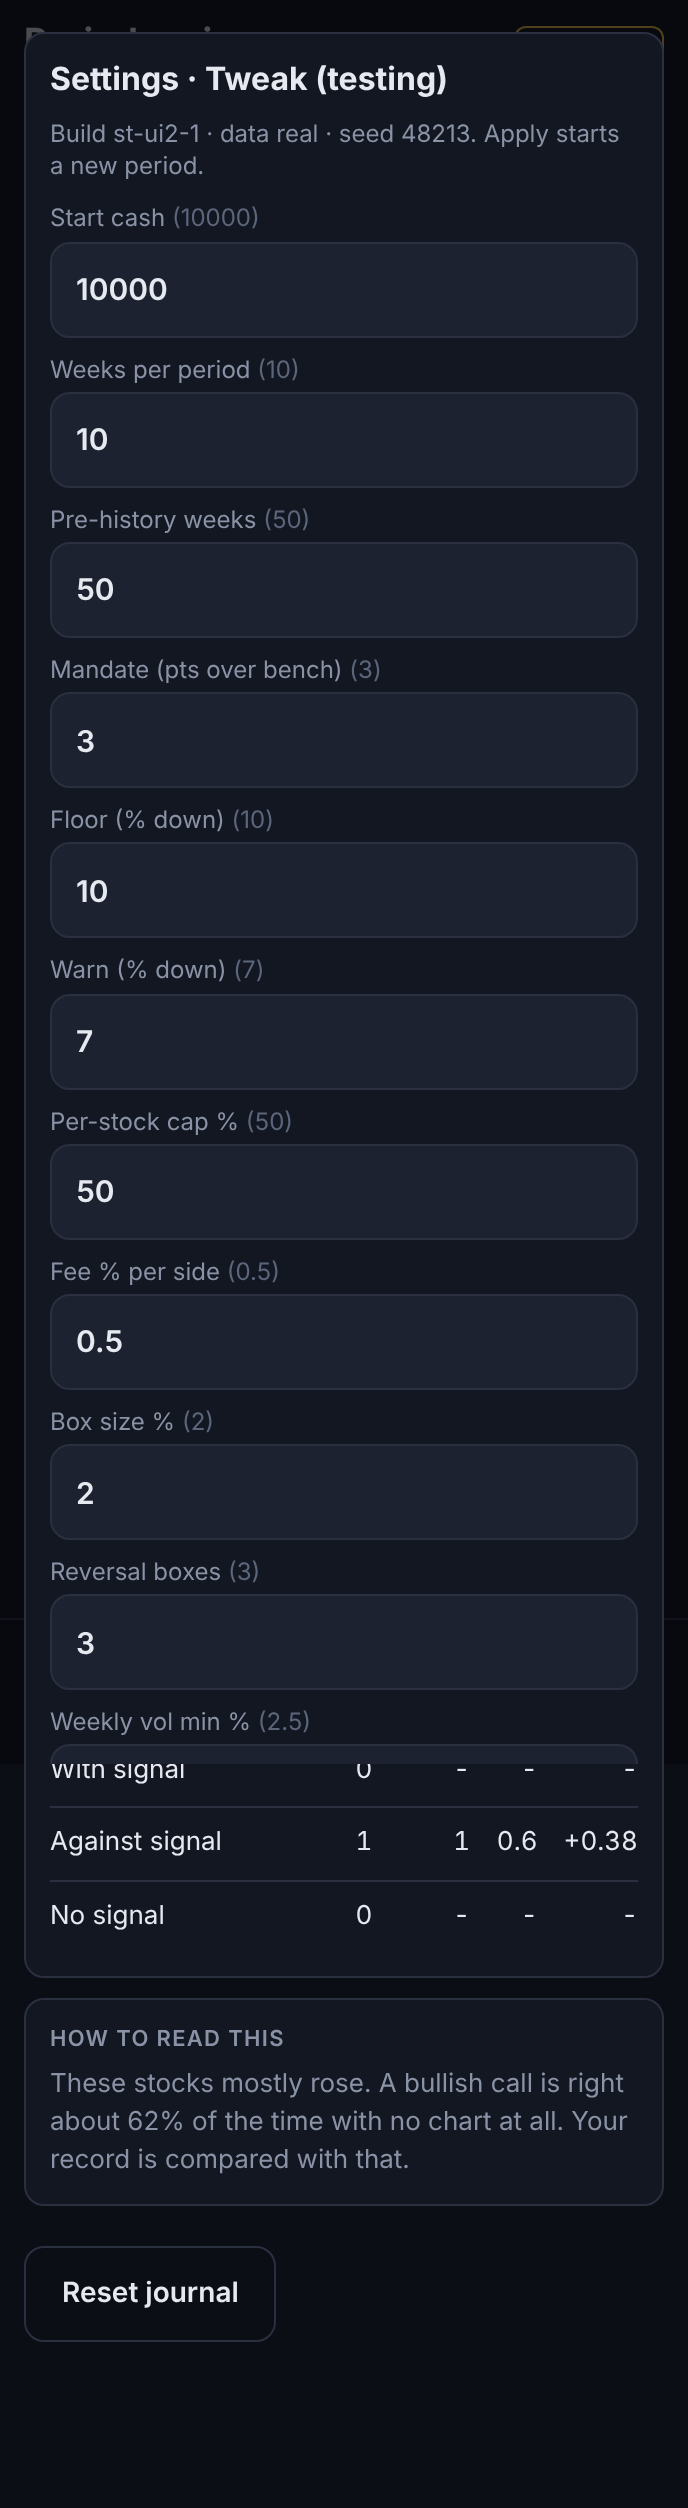 Settings · Tweak (testing)
Build st-ui2-1 · data real · seed 48213. Apply starts
a new period.
Start cash (10000)
10000
Weeks per period (10)
10
Pre-history weeks (50)
50
Mandate (pts over bench) (3)
3
Floor (% down) (10)
10
Warn (% down) (7)
7
Per-stock cap % (50)
50
Fee % per side (0.5)
0.5
Box size % (2)
2
Reversal boxes (3)
3
Weekly vol min % (2.5)
With signal 0 - - -
Against signal 1 1 0.6 +0.38
No signal 0 - - -
HOW TO READ THIS
These stocks mostly rose. A bullish call is right
about 62% of the time with no chart at all. Your
record is compared with that.
Reset journal